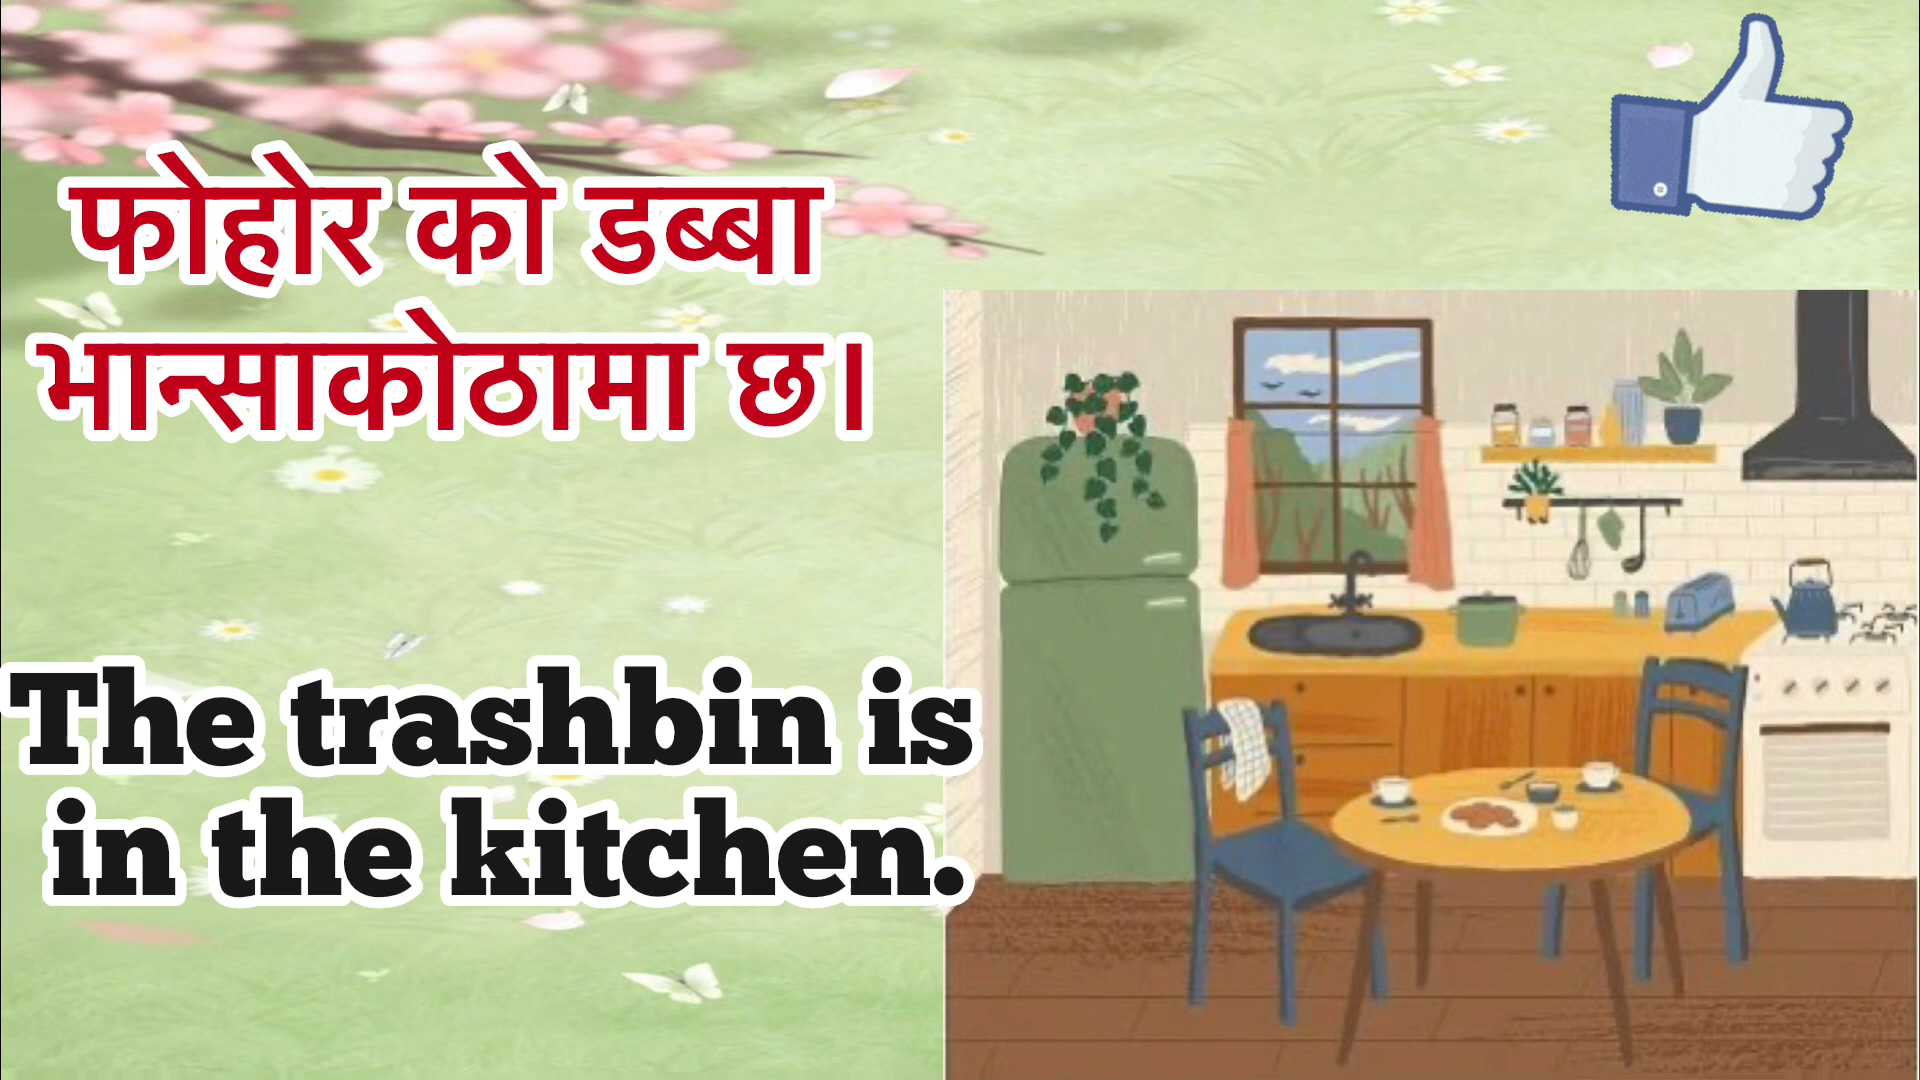 फोहोर को डब्बा
भान्साकोठामा छ।
The trashbin is
in the kitchen.